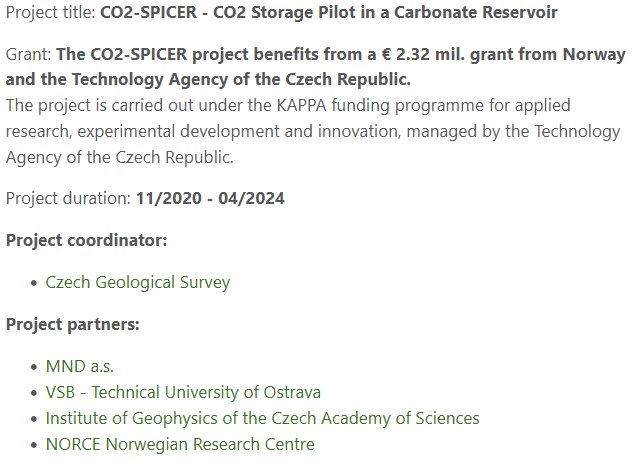 Project title: CO2-SPICER - CO2 Storage Pilot in a Carbonate Reservoir
Grant: The CO2-SPICER project benefits from a € 2.32 mil. grant from Norway
and the Technology Agency of the Czech Republic.
The project is carried out under the KAPPA funding programme for applied
research, experimental development and innovation, managed by the Technology
Agency of the Czech Republic.
Project duration: 11/2020 - 04/2024
Project coordinator:
• Czech Geological Survey
Project partners:
• MND a.s.
• VSB - Technical University of Ostrava
• Institute of Geophysics of the Czech Academy of Sciences
• NORCE Norwegian Research Centre